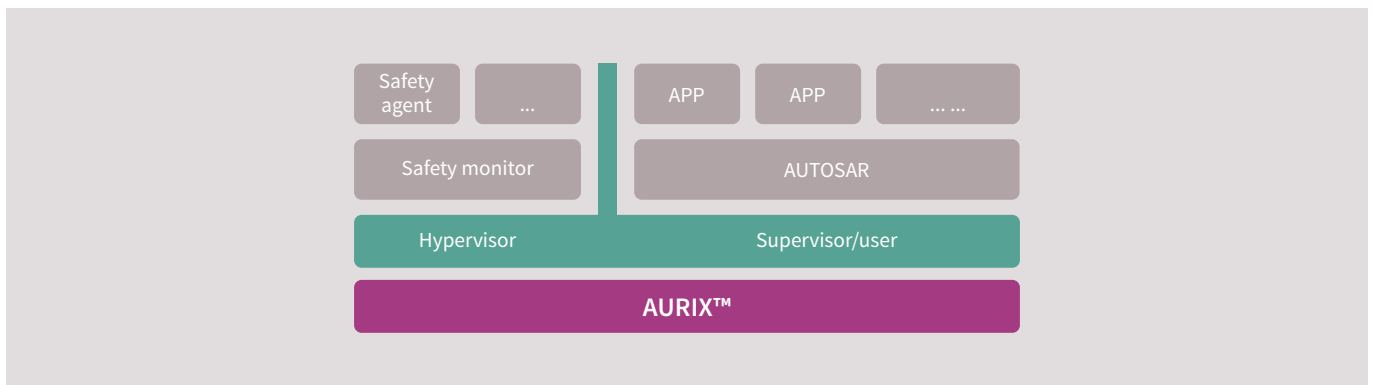 Safety
agent
...
APP
APP
... ...
Safety monitor
AUTOSAR
Hypervisor
Supervisor/user
AURIX™